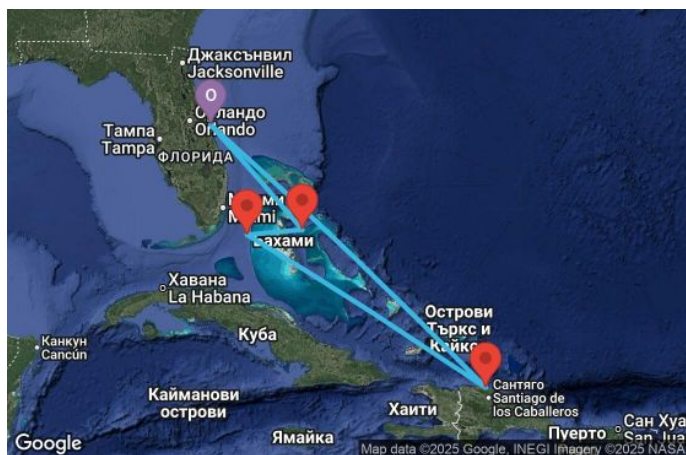 Джаксънвил
Jacksonville
O
Орландо
Orlando
Тампа
Tampa
ФЛОРИДА
Miami
Бахами
Хавана
La Habana
Куба
Канкун
Cancún
Острови
Търкс и
Сантяго
Santiago de
los Caballeros
Кайманови
острови
Хаити
Ямайка
Пуерто
Сан Хуа
San Jua
Google
Map data ©2025 Google, INEGI Imagery ©2025 NASA